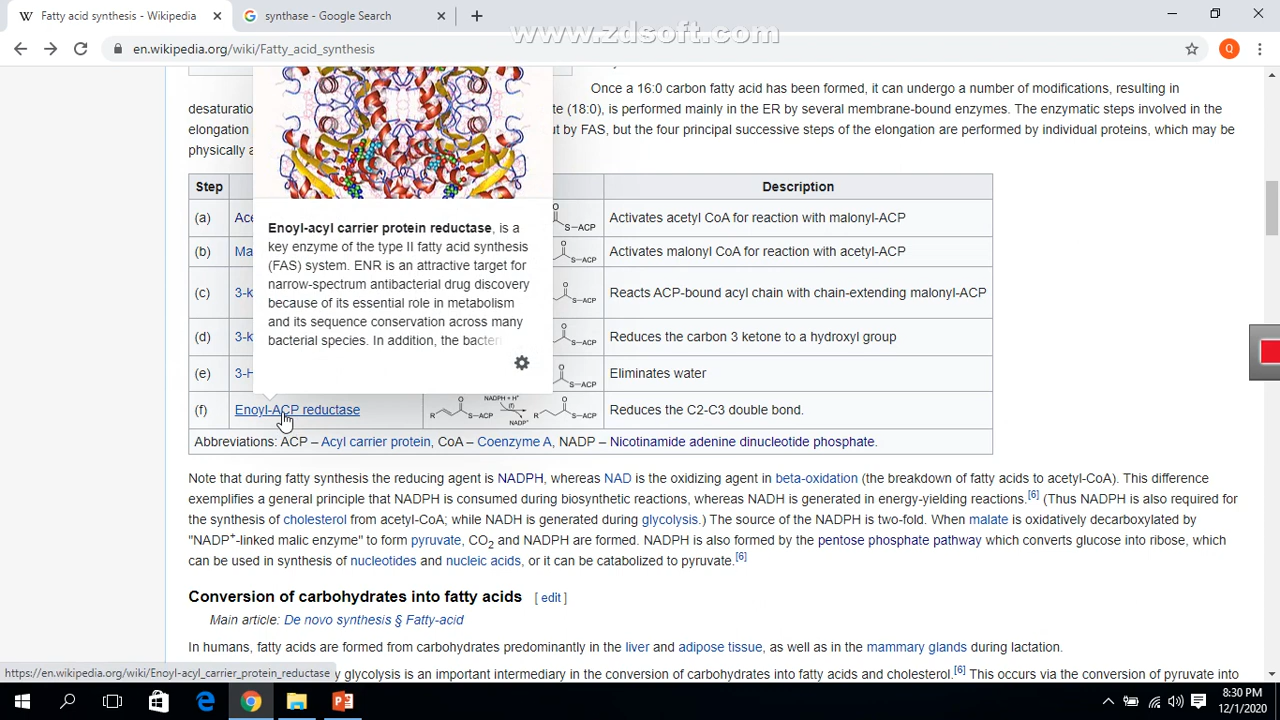 Fatty acid synthesis - Wikipedia
synthase - Google Search
www.zdsoft.com
en.wikipedia.org/wiki/Fatty_acid_synthesis
Once a 16:0 carbon fatty acid has been formed, it can undergo a number of modifications, resulting in
desaturatio te (18:0), is performed mainly in the ER by several membrane-bound enzymes. The enzymatic steps involved in the
elongation ut by FAS, but the four principal successive steps of the elongation are performed by individual proteins, which may be
physically a
Step Description
(a) Ace S—ACP Activates acetyl CoA for reaction with malonyl-ACP
(b) Ma S—ACP Activates malonyl CoA for reaction with acetyl-ACP
(c) 3-k S—ACP Reacts ACP-bound acyl chain with chain-extending malonyl-ACP
(d) 3-k S—ACP Reduces the carbon 3 ketone to a hydroxyl group
(e) 3-H S—ACP Eliminates water
Enoyl-acyl carrier protein reductase, is a
key enzyme of the type II fatty acid synthesis
(FAS) system. ENR is an attractive target for
narrow-spectrum antibacterial drug discovery
because of its essential role in metabolism
and its sequence conservation across many
bacterial species. In addition, the bacten
(f) Enoyl-ACP reductase R O S—ACP NADPH + H+ (f) NADP+ R O S—ACP Reduces the C2-C3 double bond.
Abbreviations: ACP – Acyl carrier protein, CoA – Coenzyme A, NADP – Nicotinamide adenine dinucleotide phosphate.
Note that during fatty synthesis the reducing agent is NADPH, whereas NAD is the oxidizing agent in beta-oxidation (the breakdown of fatty acids to acetyl-CoA). This difference
exemplifies a general principle that NADPH is consumed during biosynthetic reactions, whereas NADH is generated in energy-yielding reactions.[6] (Thus NADPH is also required for
the synthesis of cholesterol from acetyl-CoA; while NADH is generated during glycolysis.) The source of the NADPH is two-fold. When malate is oxidatively decarboxylated by
"NADP+-linked malic enzyme" to form pyruvate, CO2 and NADPH are formed. NADPH is also formed by the pentose phosphate pathway which converts glucose into ribose, which
can be used in synthesis of nucleotides and nucleic acids, or it can be catabolized to pyruvate.[6]
Conversion of carbohydrates into fatty acids [ edit ]
Main article: De novo synthesis § Fatty-acid
In humans, fatty acids are formed from carbohydrates predominantly in the liver and adipose tissue, as well as in the mammary glands during lactation.
https://en.wikipedia.org/wiki/Enoyl-acyl_carrier_protein_reductase y glycolysis is an important intermediary in the conversion of carbohydrates into fatty acids and cholesterol.[6] This occurs via the conversion of pyruvate into
8:30 PM
12/1/2020